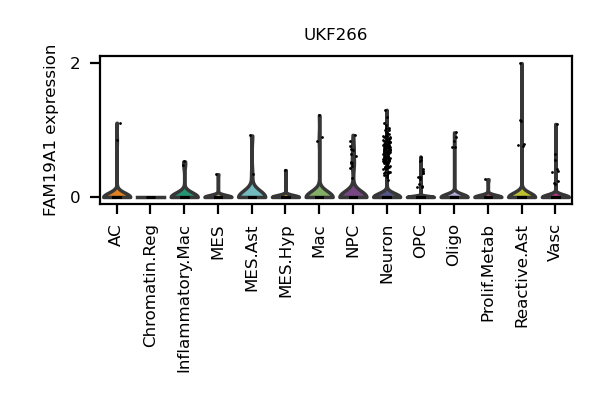 UKF266
FAM19A1 expression
2
0
AC
Chromatin.Reg
Inflammatory.Mac
MES
MES.Ast
MES.Hyp
Mac
NPC
Neuron
OPC
Oligo
Prolif.Metab
Reactive.Ast
Vasc